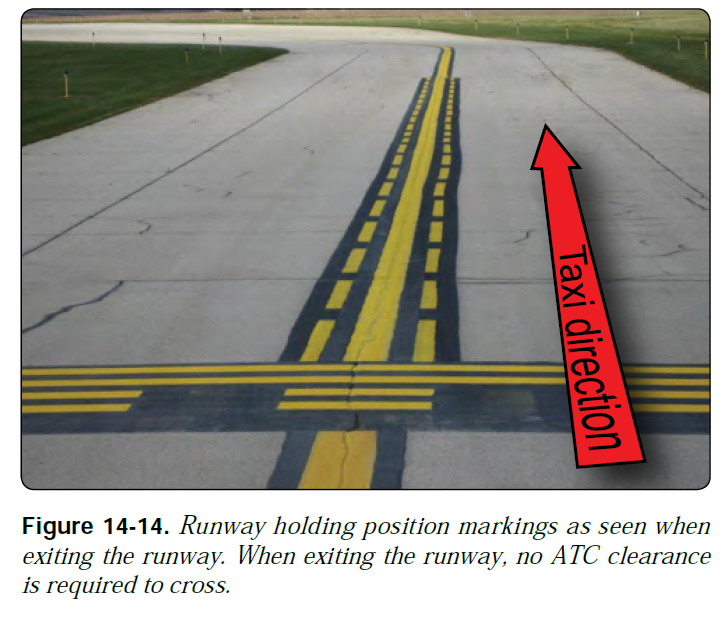 Taxi direction
Figure 14-14. Runway holding position markings as seen when
exiting the runway. When exiting the runway, no ATC clearance
is required to cross.